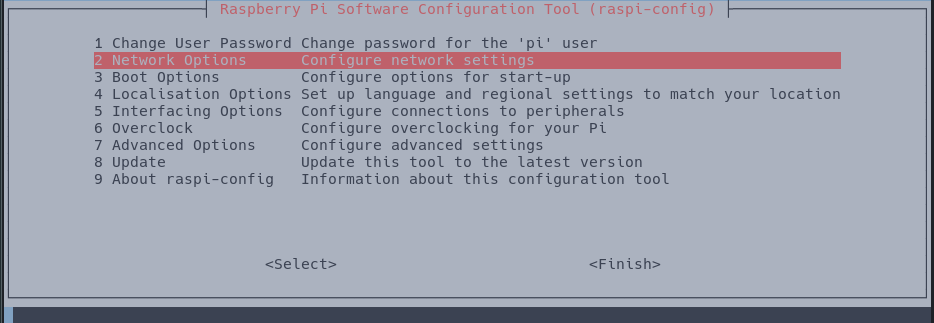 Raspberry Pi Software Configuration Tool (raspi-config)
1 Change User Password Change password for the 'pi' user
2 Network Options Configure network settings
3 Boot Options Configure options for start-up
4 Localisation Options Set up language and regional settings to match your location
5 Interfacing Options Configure connections to peripherals
6 Overclock Configure overclocking for your Pi
7 Advanced Options Configure advanced settings
8 Update Update this tool to the latest version
9 About raspi-config Information about this configuration tool
<Select> <Finish>